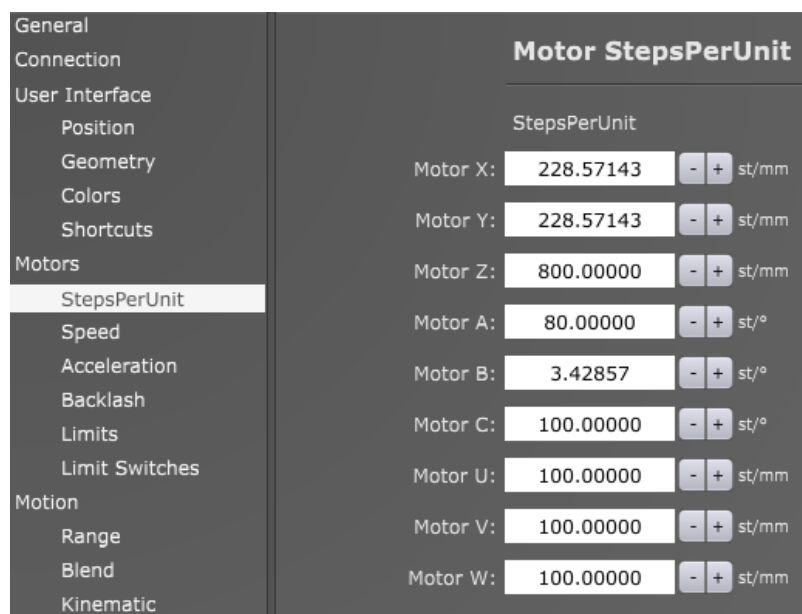 General
Connection
User Interface
Position
Geometry
Colors
Shortcuts
Motors
StepsPerUnit
Speed
Acceleration
Backlash
Limits
Limit Switches
Motion
Range
Blend
Kinematic
Motor StepsPerUnit
StepsPerUnit
Motor X: 228.57143 - + st/mm
Motor Y: 228.57143 - + st/mm
Motor Z: 800.00000 - + st/mm
Motor A: 80.00000 - + st/°
Motor B: 3.42857 - + st/°
Motor C: 100.00000 - + st/°
Motor U: 100.00000 - + st/mm
Motor V: 100.00000 - + st/mm
Motor W: 100.00000 - + st/mm